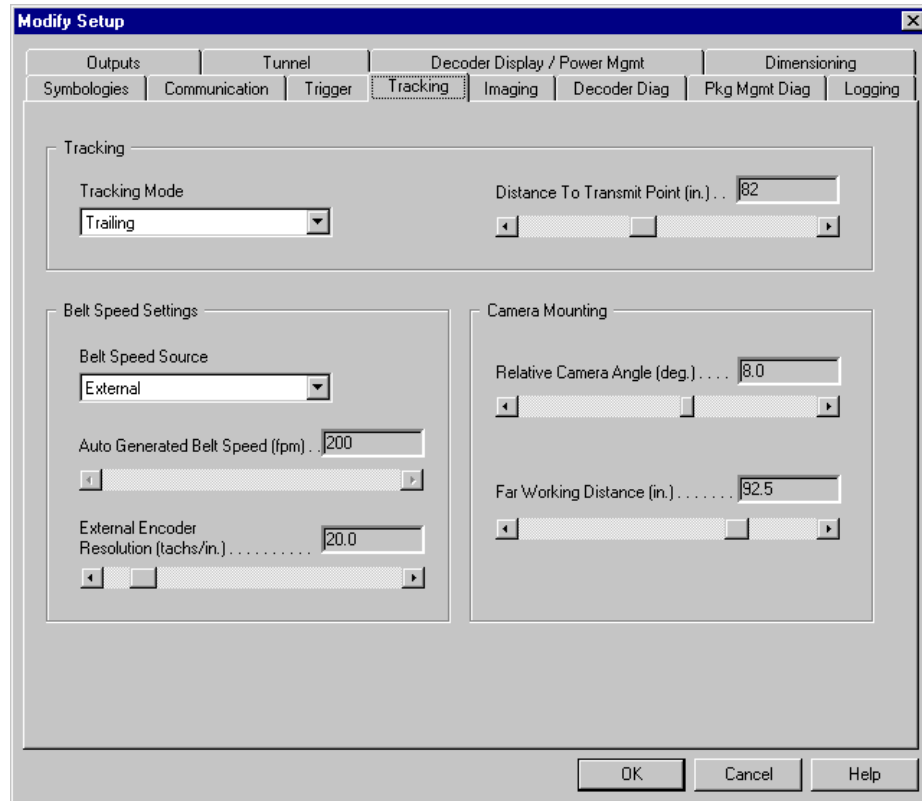 Modify Setup
Outputs Tunnel Decoder Display / Power Mgmt Dimensioning
Symbologies Communication Trigger Tracking Imaging Decoder Diag Pkg Mgmt Diag Logging
Tracking
Tracking Mode
Trailing
Distance To Transmit Point (in.) . . 82
Belt Speed Settings
Belt Speed Source
External
Auto Generated Belt Speed (fpm) . . 200
External Encoder
Resolution (tachs/in.) . . . . . . . . . . 20.0
Camera Mounting
Relative Camera Angle (deg.) . . . . 8.0
Far Working Distance (in.) . . . . . . . 92.5
OK Cancel Help